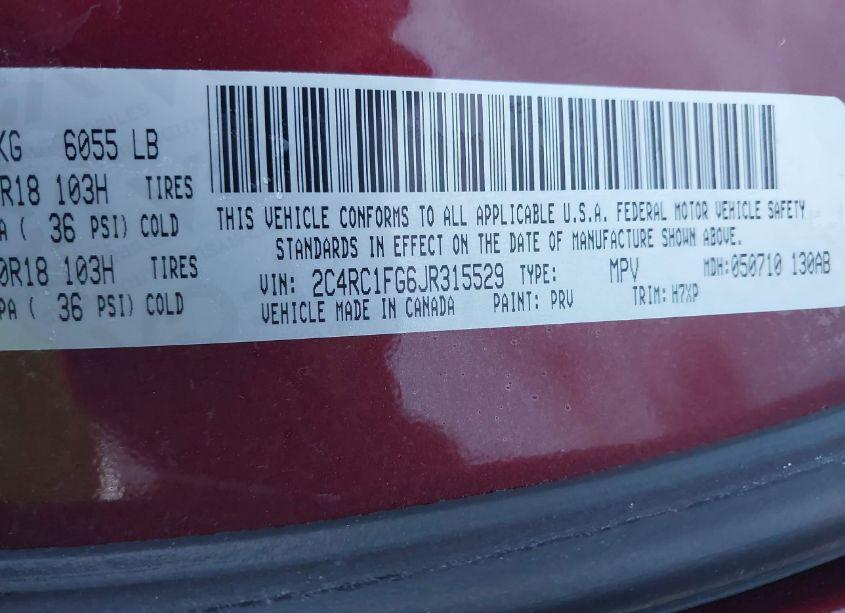 KG 6055 LB
R18 103H TIRES
A ( 36 PSI) COLD
0R18 103H TIRES
PA ( 36 PSI) COLD
THIS VEHICLE CONFORMS TO ALL APPLICABLE U.S.A. FEDERAL MOTOR VEHICLE SAFETY
STANDARDS IN EFFECT ON THE DATE OF MANUFACTURE SHOWN ABOVE.
VIN: 2C4RC1FG6JR315529 TYPE: MPV MDH:050710 130AB
VEHICLE MADE IN CANADA PAINT: PRV TRIM: H7XP